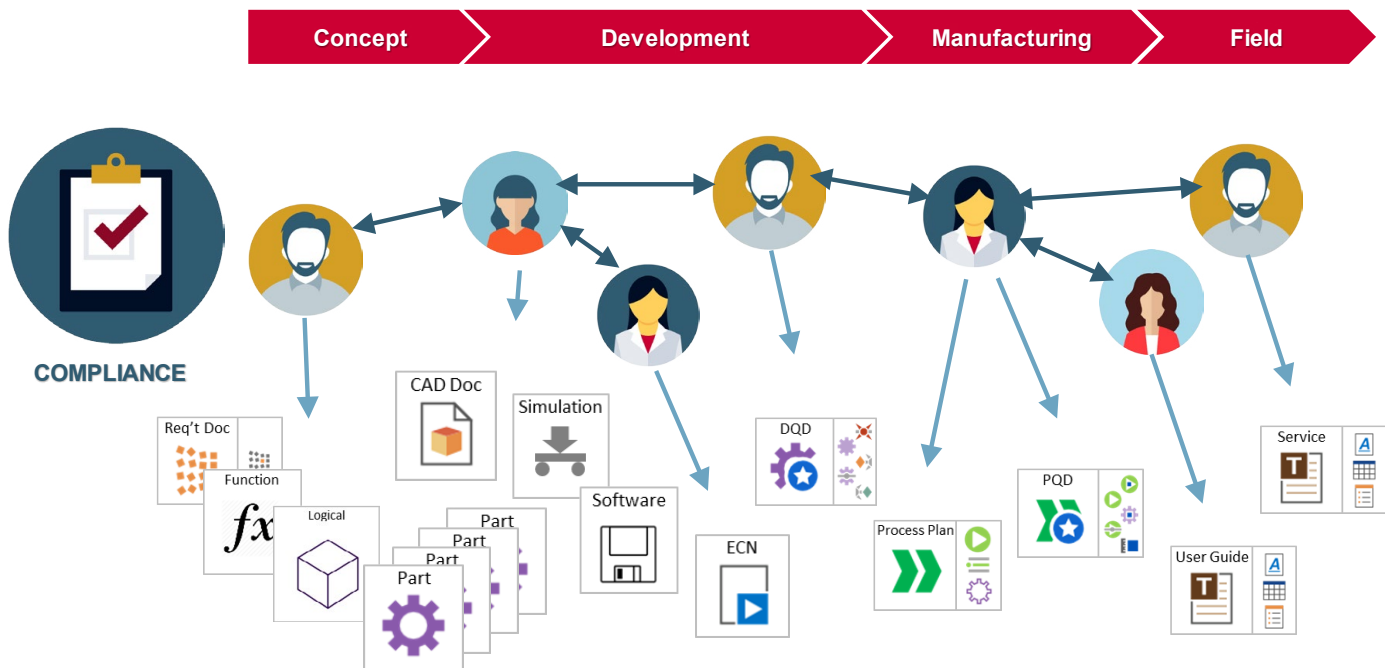 Concept
Development
Manufacturing
Field
COMPLIANCE
Req't Doc
Function
fx
Logical
Part
Part
Part
Part
CAD Doc
Simulation
Software
ECN
DQD
Process Plan
PQD
User Guide
T
A
Service
T
A